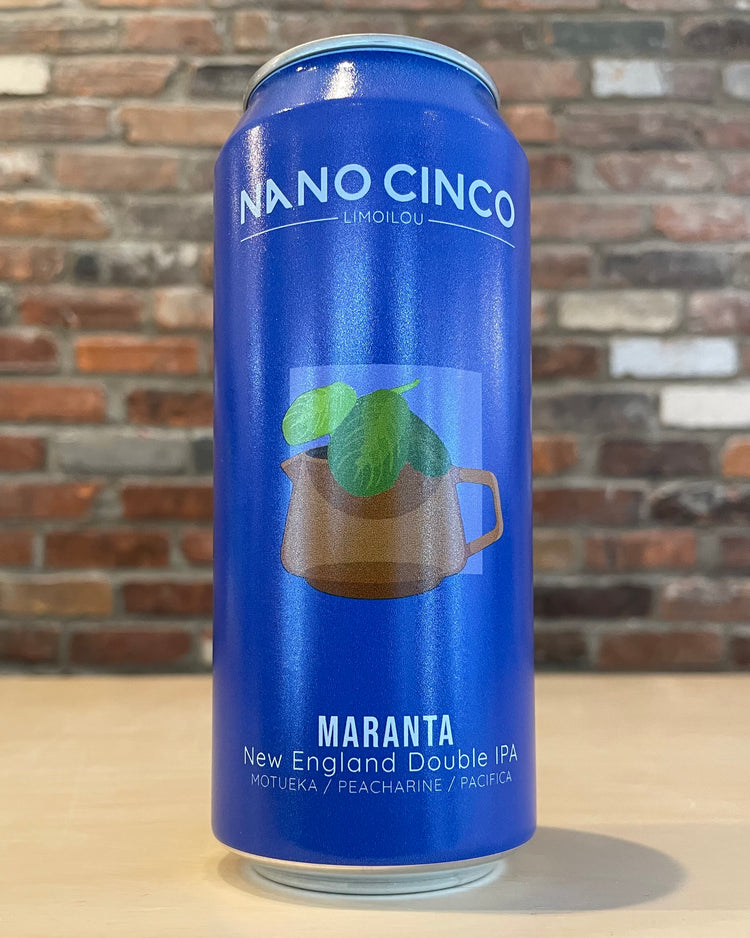 NANO CINCO
LIMOILOU
MARANTA
New England Double IPA
MOTUEKA / PEACHARINE / PACIFICA